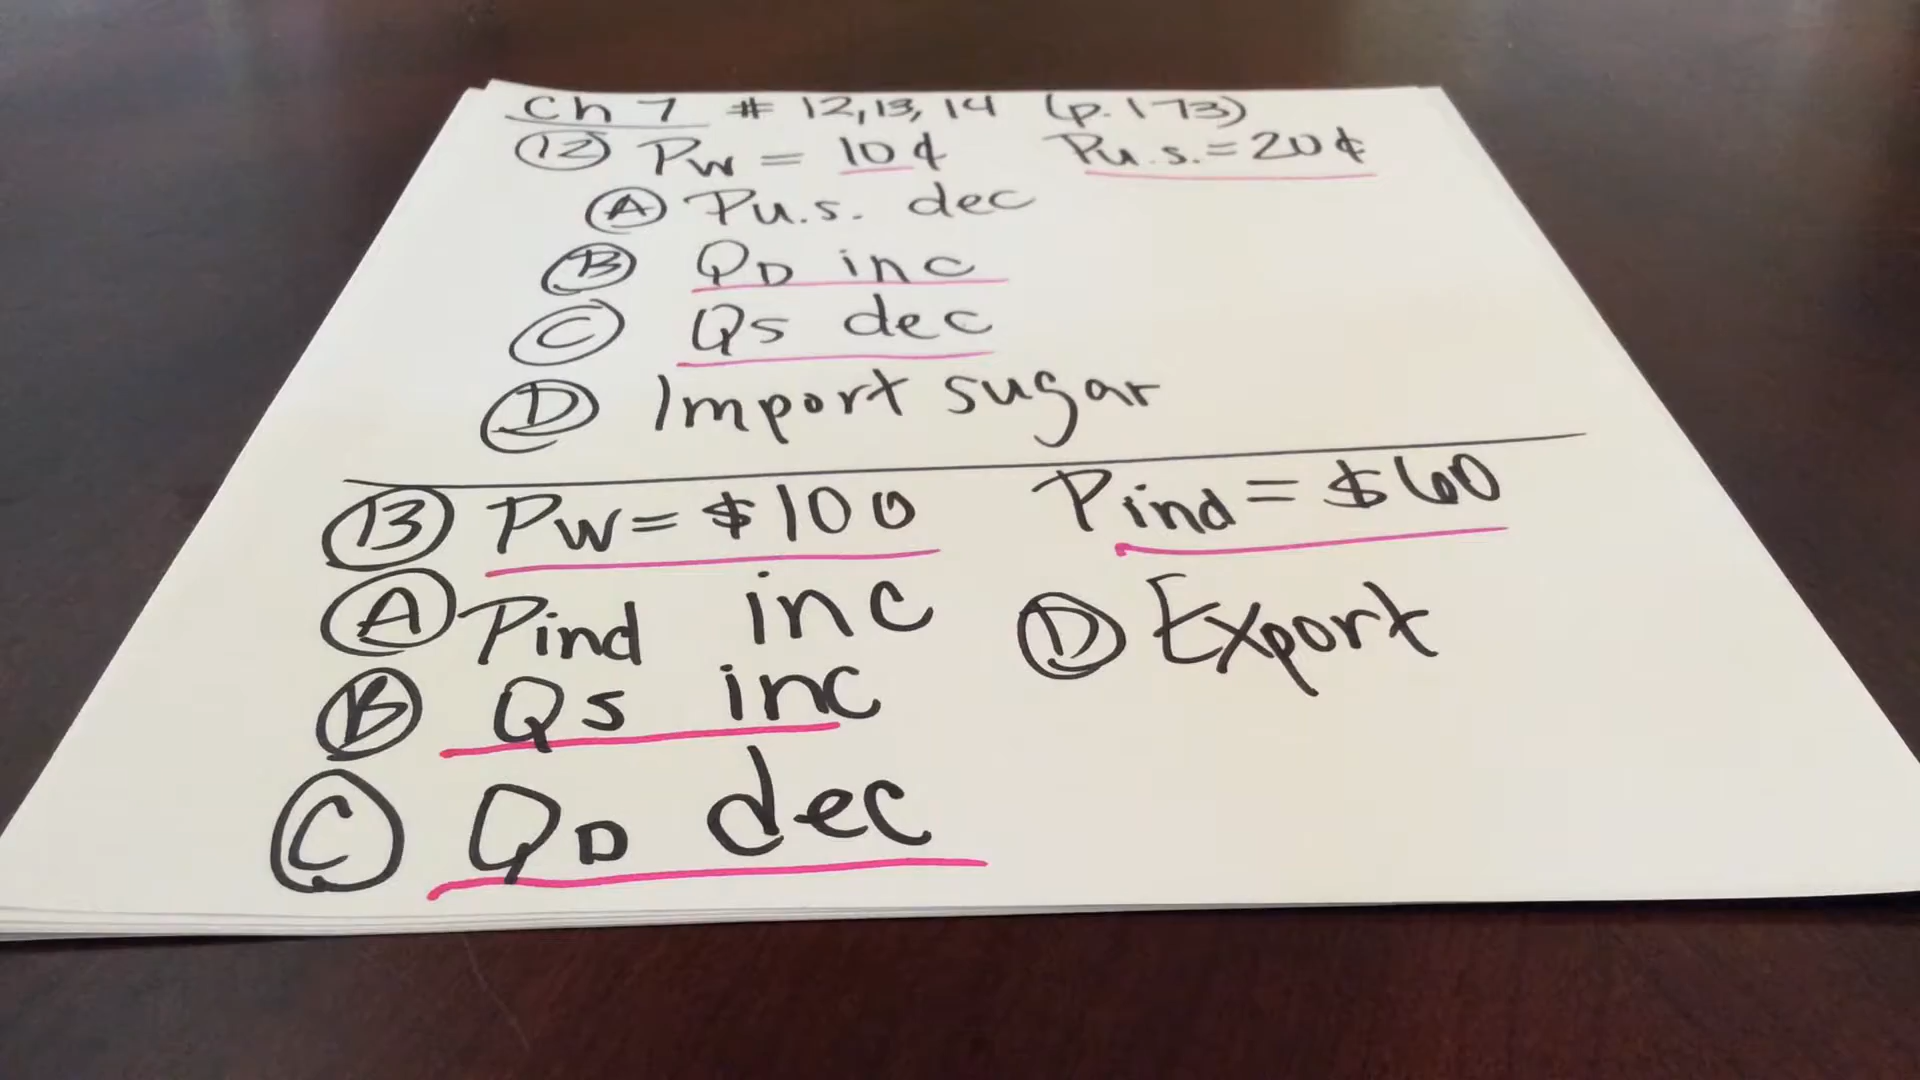 Ch 7 # 12, 13, 14 (p. 173)
12 Pw = 10¢ Pu.s. = 20¢
A Pu.s. dec
B QD inc
C Qs dec
D Import sugar
13 Pw = $100 Pind = $60
A Pind inc D Export
B Qs inc
C QD dec